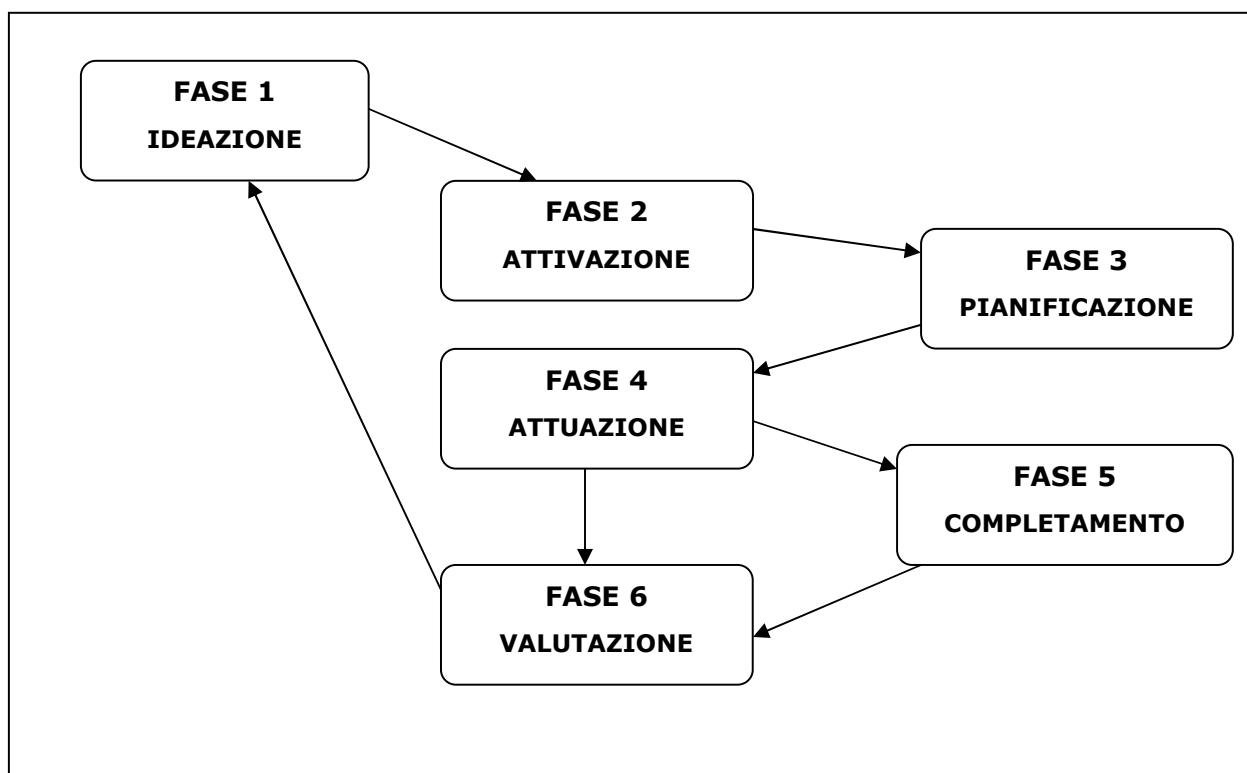 FASE 1
IDEAZIONE
FASE 2
ATTIVAZIONE
FASE 3
PIANIFICAZIONE
FASE 4
ATTUAZIONE
FASE 5
COMPLETAMENTO
FASE 6
VALUTAZIONE